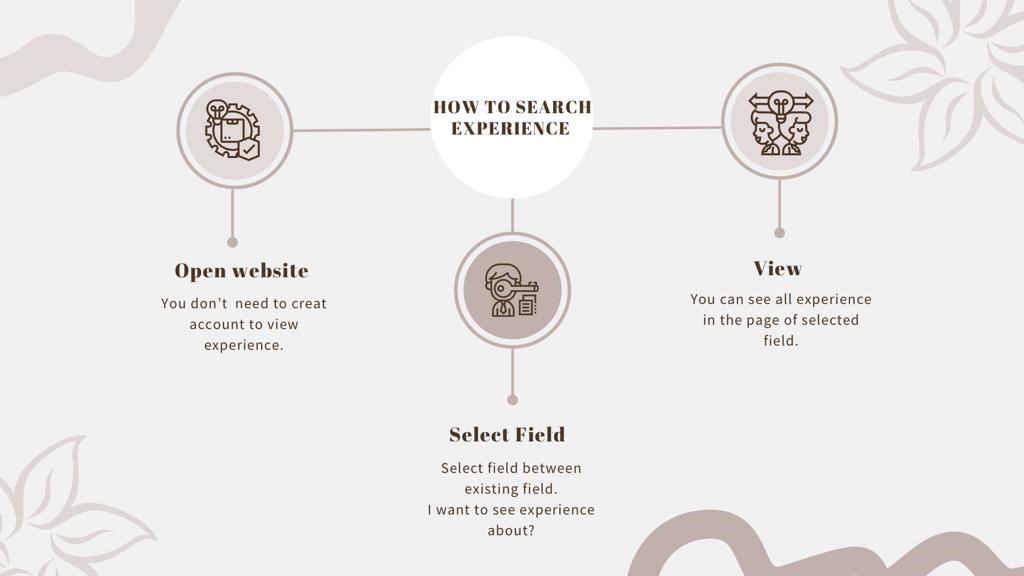 HOW TO SEARCH
EXPERIENCE
Open website
You don’t  need to creat
account to view
experience.
Select Field
Select field between
existing field.
I want to see experience
about?
View
You can see all experience
in the page of selected
field.